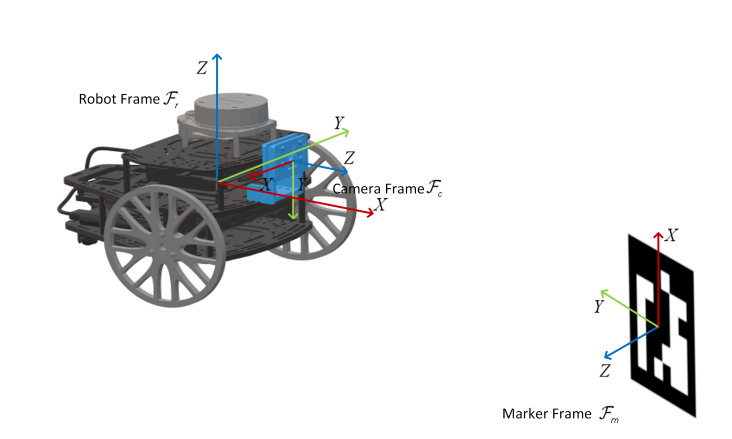 Z
Robot Frame ℱr
Y
Z
X
Y
Camera Frame ℱc
X
X
Y
Z
Marker Frame ℱm